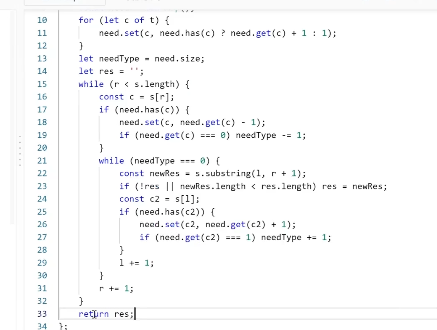 10 for (let c of t) {
11 need.set(c, need.has(c) ? need.get(c) + 1 : 1);
12 }
13 let needType = need.size;
14 let res = '';
15 while (r < s.length) {
16 const c = s[r];
17 if (need.has(c)) {
18 need.set(c, need.get(c) - 1);
19 if (need.get(c) === 0) needType -= 1;
20 }
21 while (needType === 0) {
22 const newRes = s.substring(l, r + 1);
23 if (!res || newRes.length < res.length) res = newRes;
24 const c2 = s[l];
25 if (need.has(c2)) {
26 need.set(c2, need.get(c2) + 1);
27 if (need.get(c2) === 1) needType += 1;
28 }
29 l += 1;
30 }
31 r += 1;
32 }
33 return res;
34 };